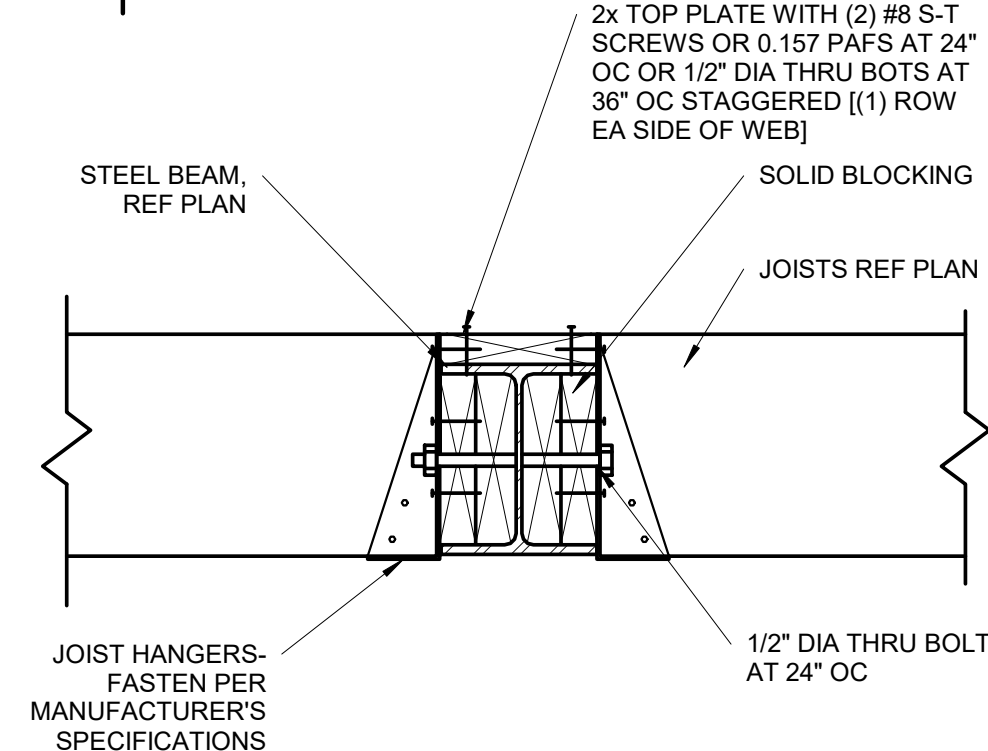 2x TOP PLATE WITH (2) #8 S-T
SCREWS OR 0.157 PAFS AT 24"
OC OR 1/2" DIA THRU BOTS AT
36" OC STAGGERED [(1) ROW
EA SIDE OF WEB]
STEEL BEAM,
REF PLAN
SOLID BLOCKING
JOISTS REF PLAN
JOIST HANGERS-
FASTEN PER
MANUFACTURER'S
SPECIFICATIONS
1/2" DIA THRU BOLT
AT 24" OC